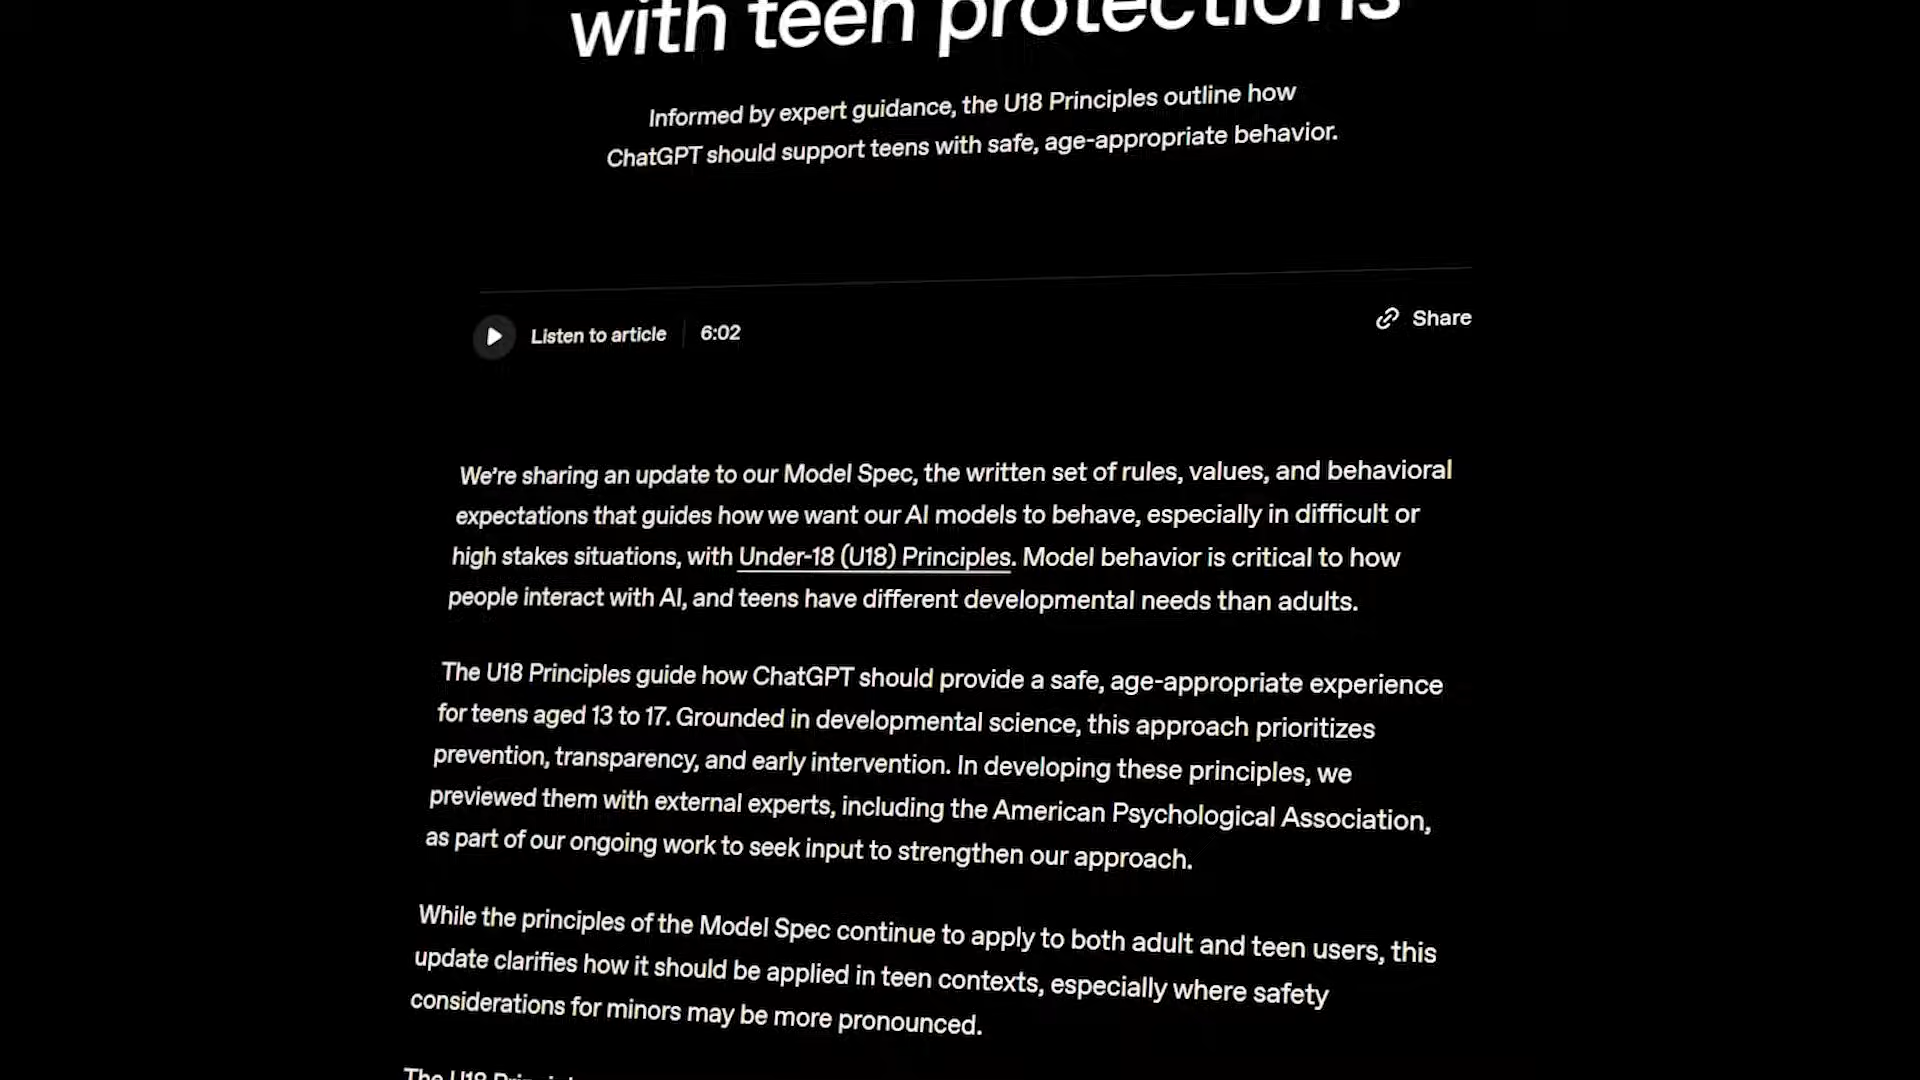 with teen protections
Informed by expert guidance, the U18 Principles outline how
ChatGPT should support teens with safe, age-appropriate behavior.
Listen to article
6:02
Share
We're sharing an update to our Model Spec, the written set of rules, values, and behavioral
expectations that guides how we want our AI models to behave, especially in difficult or
high stakes situations, with Under-18 (U18) Principles. Model behavior is critical to how
people interact with AI, and teens have different developmental needs than adults.
The U18 Principles guide how ChatGPT should provide a safe, age-appropriate experience
for teens aged 13 to 17. Grounded in developmental science, this approach prioritizes
prevention, transparency, and early intervention. In developing these principles, we
previewed them with external experts, including the American Psychological Association,
as part of our ongoing work to seek input to strengthen our approach.
While the principles of the Model Spec continue to apply to both adult and teen users, this
update clarifies how it should be applied in teen contexts, especially where safety
considerations for minors may be more pronounced.
The U18